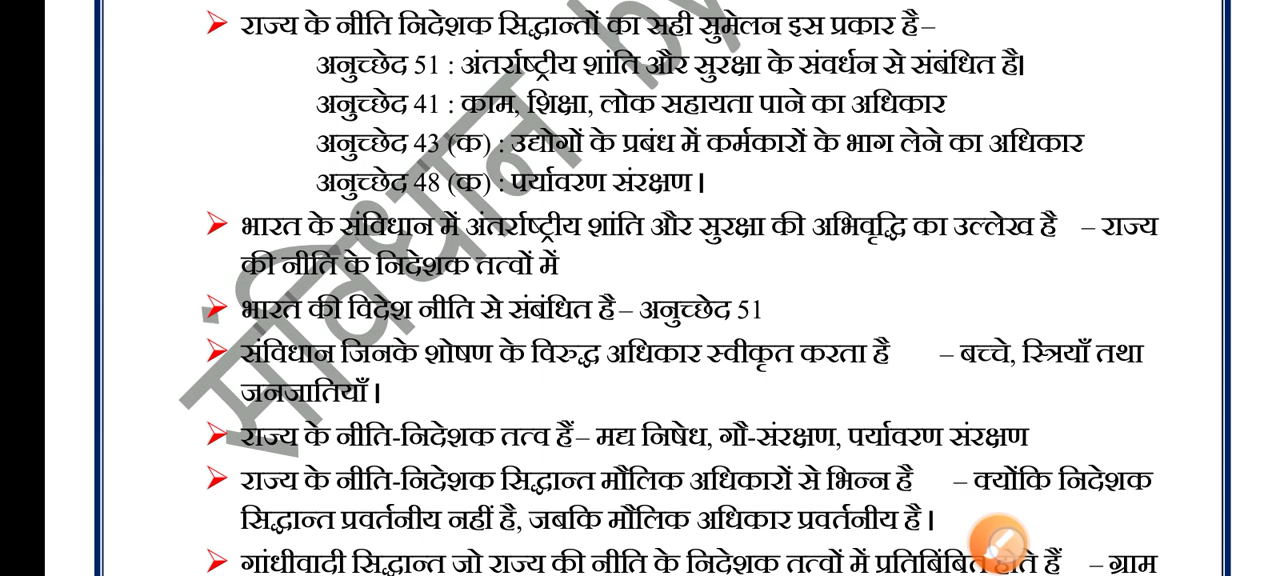 ➢ राज्य के नीति निदेशक सिद्धान्तों का सही सुमेलन इस प्रकार है –
अनुच्छेद 51 : अंतर्राष्ट्रीय शांति और सुरक्षा के संवर्धन से संबंधित है।
अनुच्छेद 41 : काम, शिक्षा, लोक सहायता पाने का अधिकार
अनुच्छेद 43 (क) : उद्योगों के प्रबंध में कर्मकारों के भाग लेने का अधिकार
अनुच्छेद 48 (क) : पर्यावरण संरक्षण ।
➢ भारत के संविधान में अंतर्राष्ट्रीय शांति और सुरक्षा की अभिवृद्धि का उल्लेख है – राज्य
की नीति के निदेशक तत्वों में
➢ भारत की विदेश नीति से संबंधित है – अनुच्छेद 51
➢ संविधान जिनके शोषण के विरुद्ध अधिकार स्वीकृत करता है – बच्चे, स्त्रियाँ तथा
जनजातियाँ ।
➢ राज्य के नीति-निदेशक तत्व हैं – मद्य निषेध, गौ-संरक्षण, पर्यावरण संरक्षण
➢ राज्य के नीति-निदेशक सिद्धान्त मौलिक अधिकारों से भिन्न है – क्योंकि निदेशक
सिद्धान्त प्रवर्तनीय नहीं है, जबकि मौलिक अधिकार प्रवर्तनीय है ।
➢ गांधीवादी सिद्धान्त जो राज्य की नीति के निदेशक तत्वों में प्रतिबिंबित होते हैं – ग्राम
संविधान by